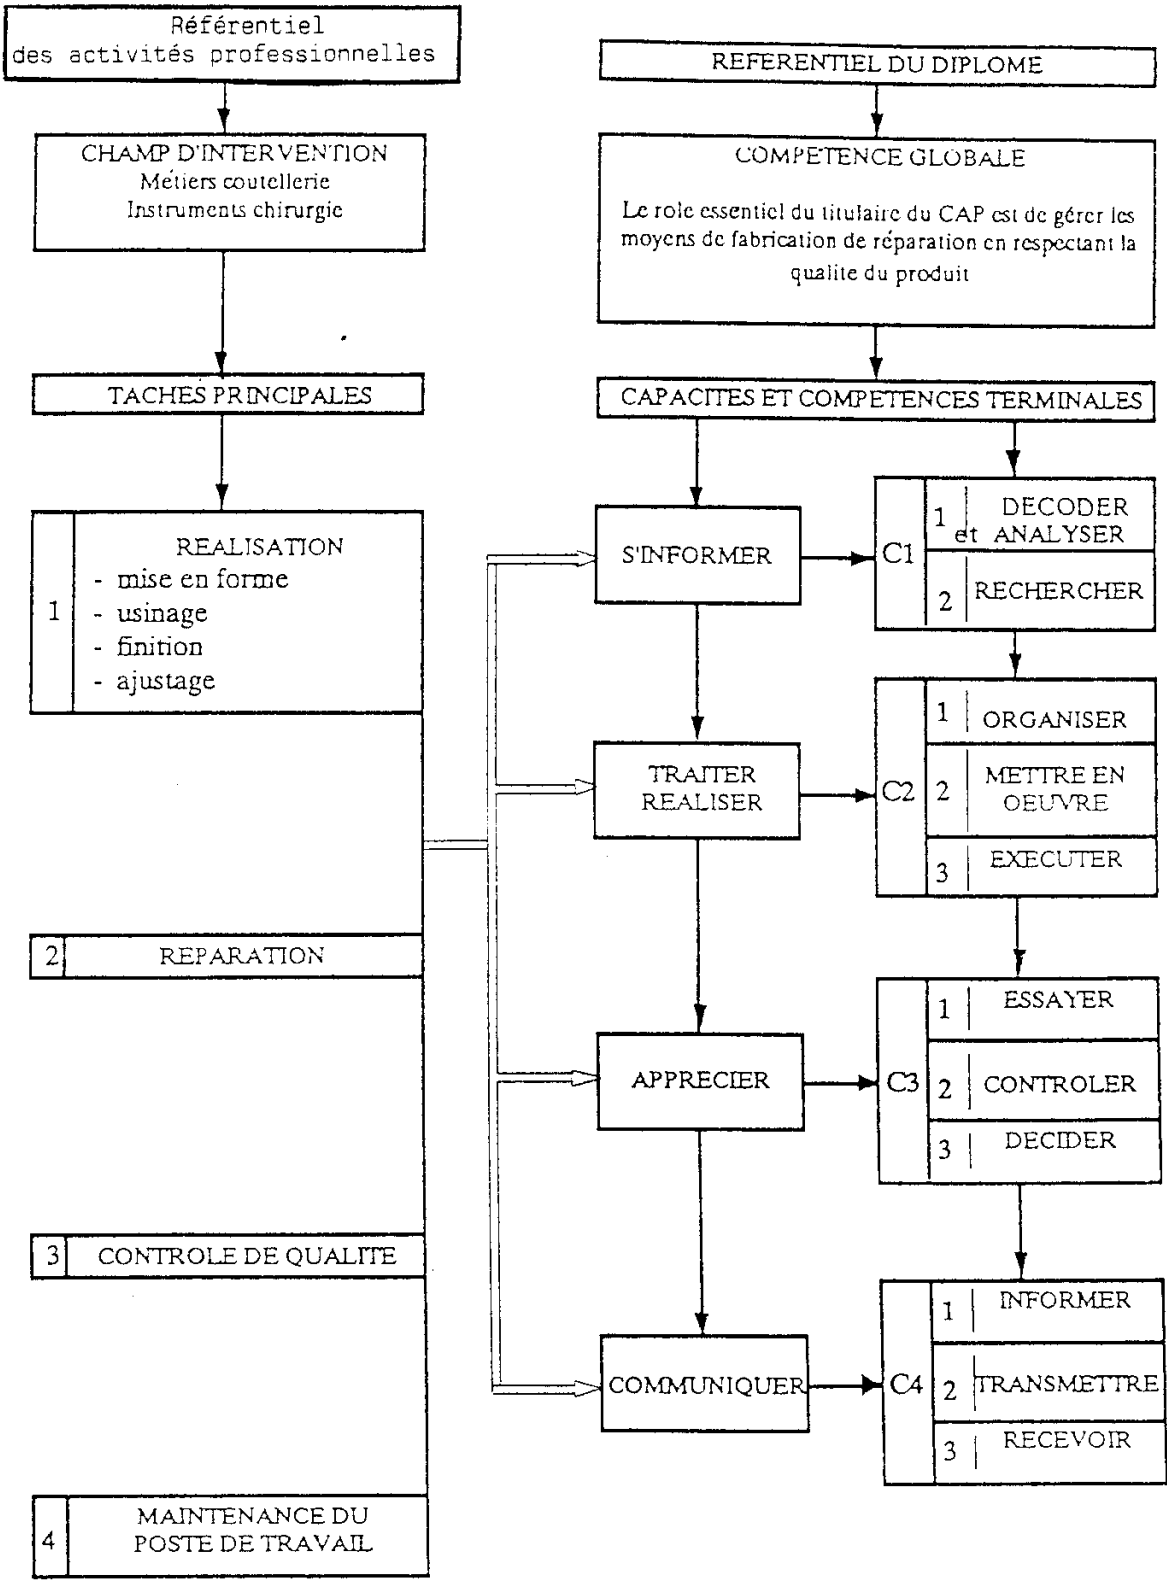 Référentiel
des activités professionnelles
CHAMP D'INTERVENTION
Métiers coutellerie
Instruments chirurgie
TACHES PRINCIPALES
1
REALISATION
- mise en forme
- usinage
- finition
- ajustage
2 REPARATION
3 CONTROLE DE QUALITE
4
MAINTENANCE DU
POSTE DE TRAVAIL
REFERENTIEL DU DIPLOME
COMPETENCE GLOBALE
Le role essentiel du titulaire du CAP est de gérer les
moyens de fabrication de réparation en respectant la
qualite du produit
CAPACITES ET COMPETENCES TERMINALES
S'INFORMER
C1
1 DECODER
et ANALYSER
2 RECHERCHER
TRAITER
REALISER
C2
1 ORGANISER
2 METTRE EN
OEUVRE
3 EXECUTER
APPRECIER
C3
1 ESSAYER
2 CONTROLER
3 DECIDER
COMMUNIQUER
C4
1 INFORMER
2 TRANSMETTRE
3 RECEVOIR